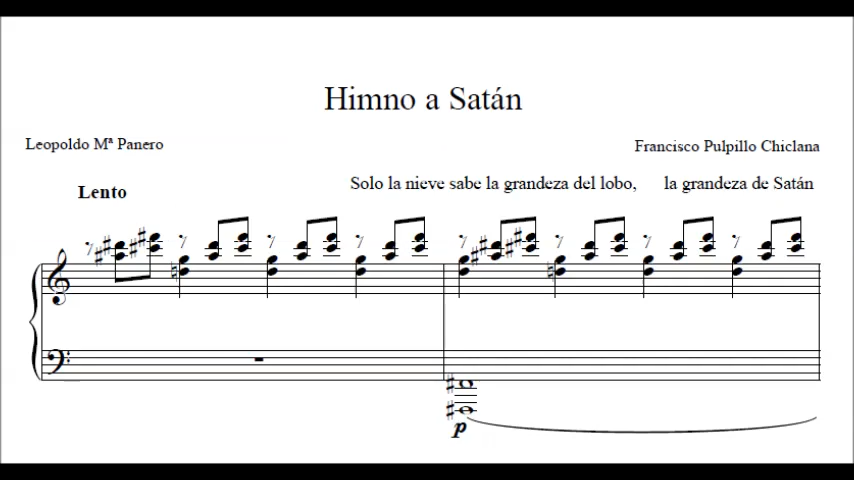 Himno a Satán
Leopoldo Mª Panero
Francisco Pulpillo Chiclana
Lento
Solo la nieve sabe la grandeza del lobo, la grandeza de Satán
p